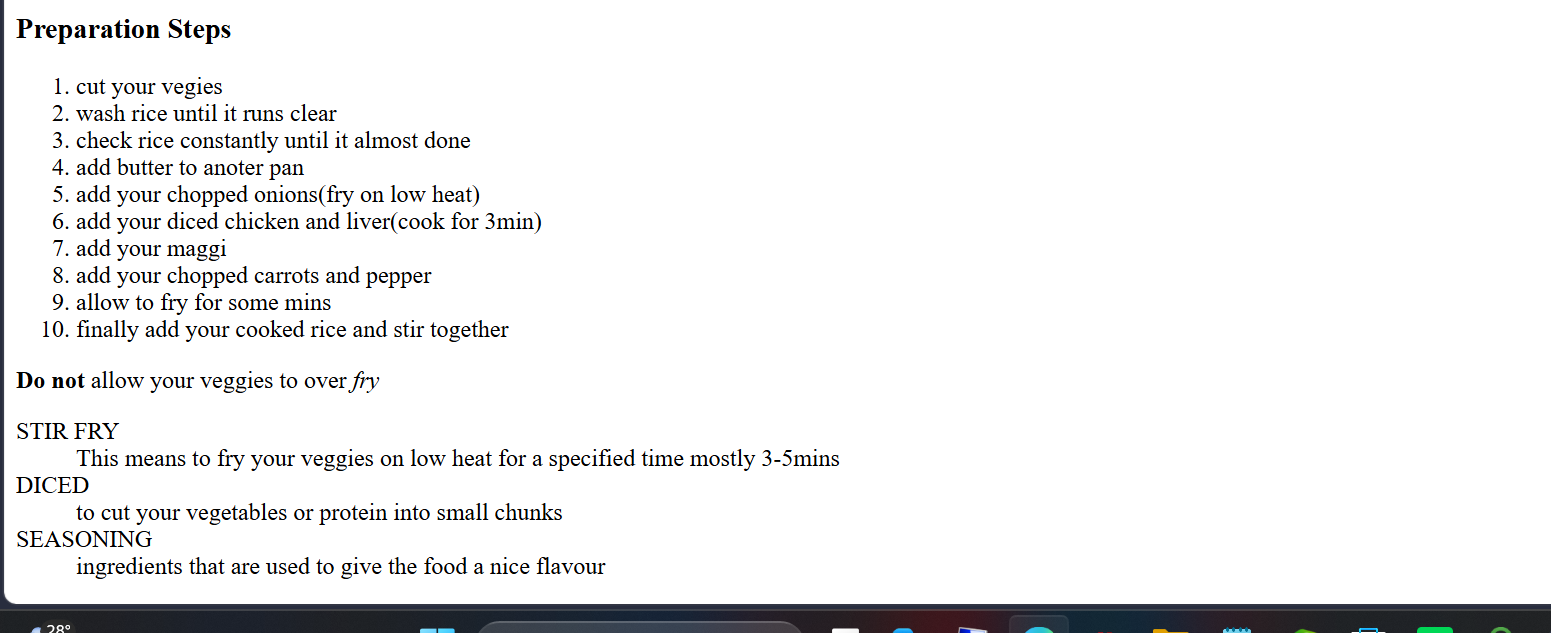 Preparation Steps
1. cut your vegies
2. wash rice until it runs clear
3. check rice constantly until it almost done
4. add butter to anoter pan
5. add your chopped onions(fry on low heat)
6. add your diced chicken and liver(cook for 3min)
7. add your maggi
8. add your chopped carrots and pepper
9. allow to fry for some mins
10. finally add your cooked rice and stir together
Do not allow your veggies to over fry
STIR FRY
This means to fry your veggies on low heat for a specified time mostly 3-5mins
DICED
to cut your vegetables or protein into small chunks
SEASONING
ingredients that are used to give the food a nice flavour
28°